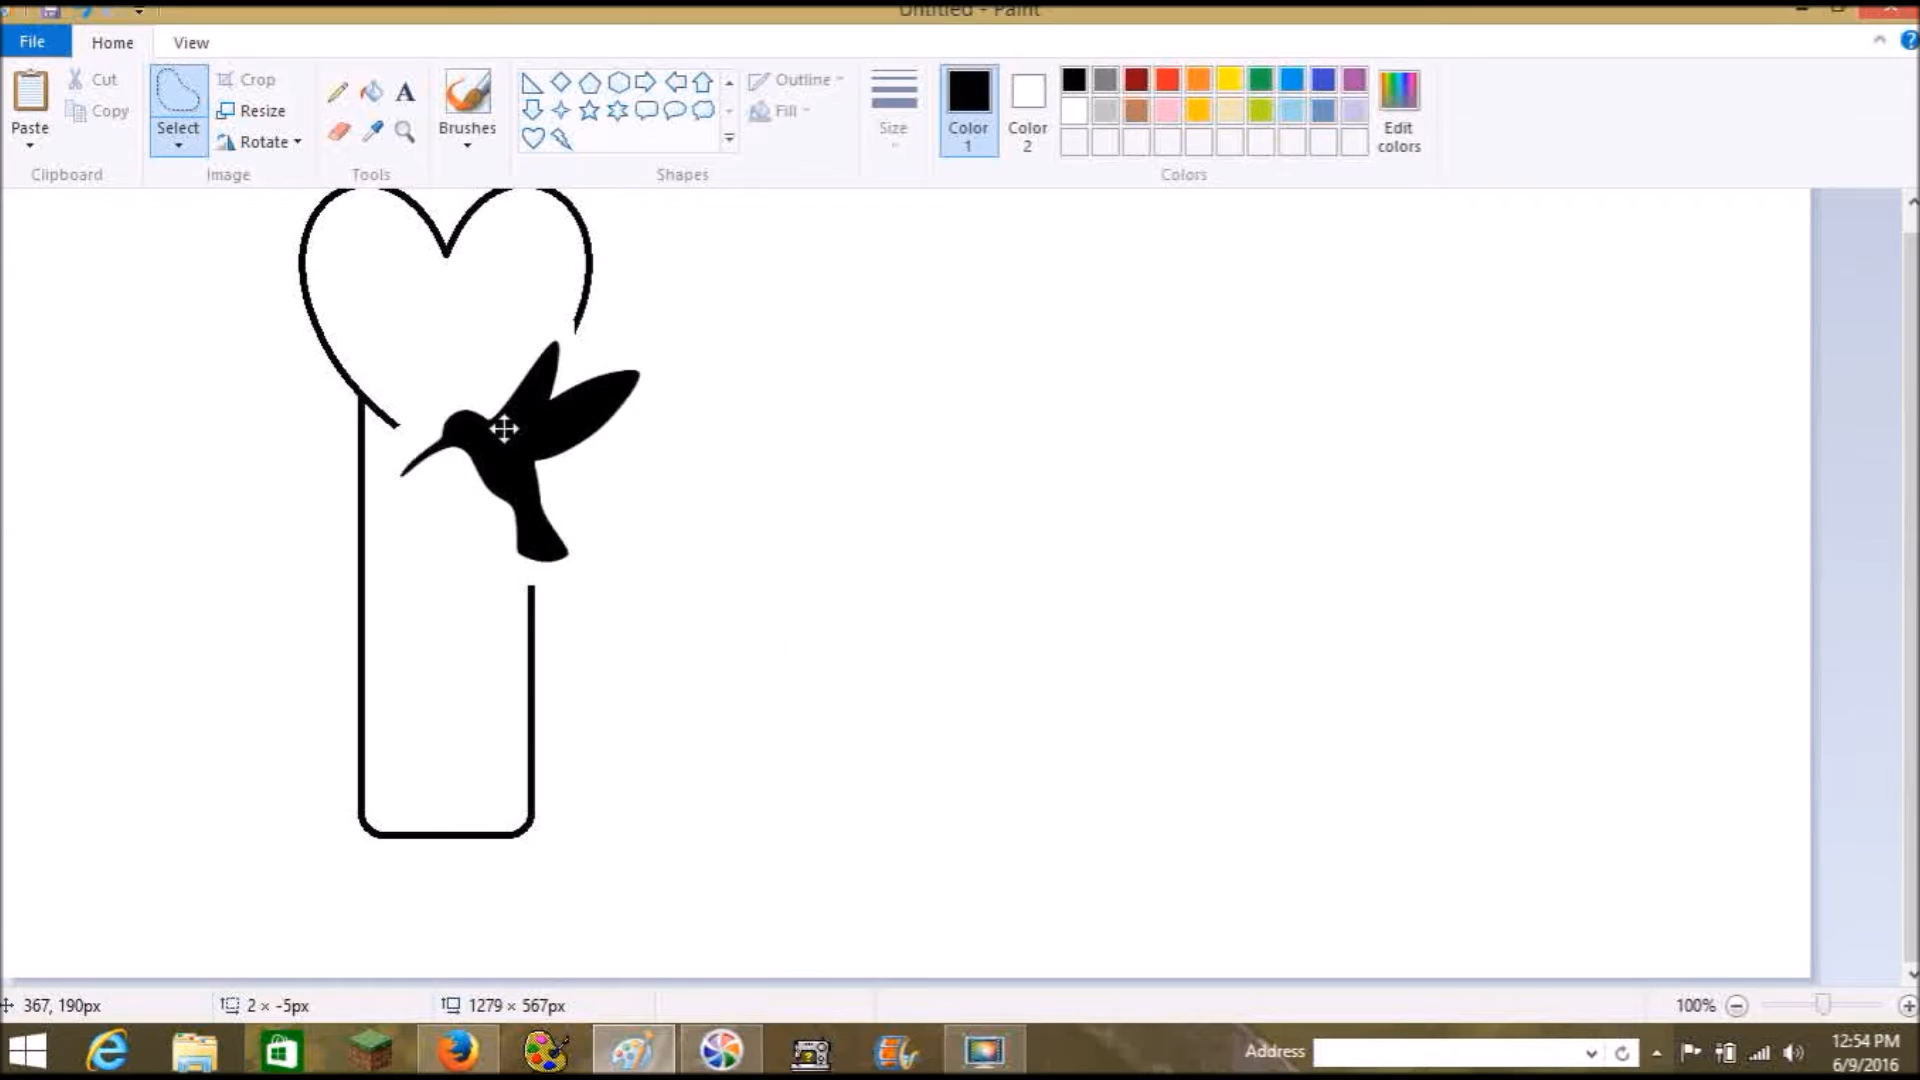 Untitled - Paint
File Home View
Paste
Cut
Copy
Clipboard
Select
Crop
Resize
Rotate
Image
A
Tools
Brushes
Shapes
Outline
Fill
Size
Color
1
Color
2
Edit
colors
Colors
367, 190px
2 × -5px
1279 × 567px
100%
Address
12:54 PM
6/9/2016